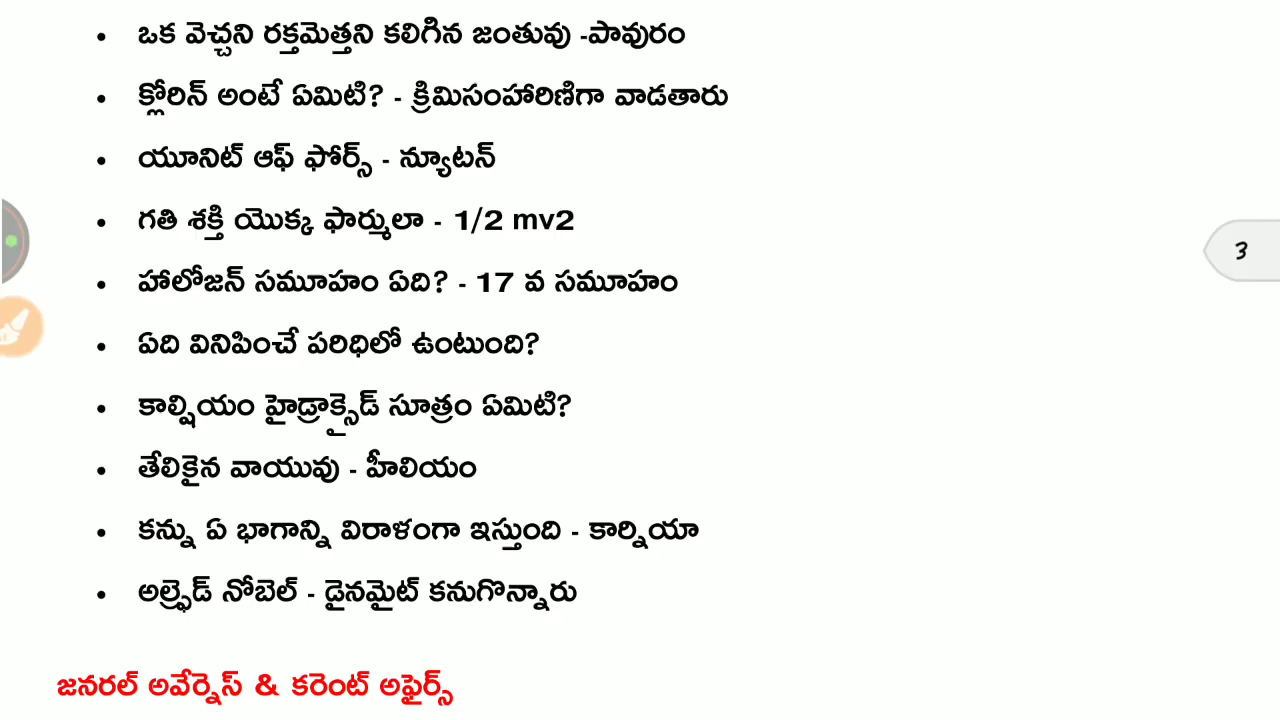 • ఒక వెచ్చని రక్తమెత్తని కలిగిన జంతువు -పావురం
• క్లోరిన్ అంటే ఏమిటి? - క్రిమిసంహారిణిగా వాడతారు
• యూనిట్ ఆఫ్ ఫోర్స్ - న్యూటన్
• గతి శక్తి యొక్క ఫార్ములా - 1/2 mv2
3
• హాలోజన్ సమూహం ఏది? - 17 వ సమూహం
• ఏది వినిపించే పరిధిలో ఉంటుంది?
• కాల్షియం హైడ్రాక్సైడ్ సూత్రం ఏమిటి?
• తేలికైన వాయువు - హీలియం
• కన్ను ఏ భాగాన్ని విరాళంగా ఇస్తుంది - కార్నియా
• అల్ఫ్రెడ్ నోబెల్ - డైనమైట్ కనుగొన్నారు
జనరల్ అవేర్నెస్ & కరెంట్ అఫైర్స్